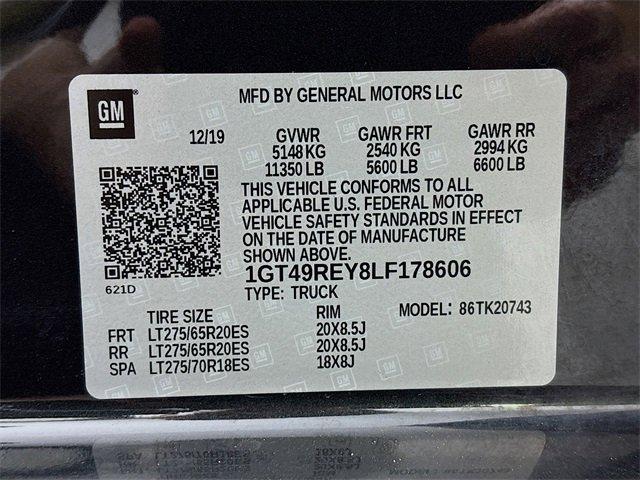 GM
MFD BY GENERAL MOTORS LLC
12/19 GVWR GAWR FRT GAWR RR
5148 KG 2540 KG 2994 KG
11350 LB 5600 LB 6600 LB
THIS VEHICLE CONFORMS TO ALL
APPLICABLE U.S. FEDERAL MOTOR
VEHICLE SAFETY STANDARDS IN EFFECT
ON THE DATE OF MANUFACTURE
SHOWN ABOVE.
621D
1GT49REY8LF178606
TYPE: TRUCK
MODEL: 86TK20743
TIRE SIZE RIM
FRT LT275/65R20ES 20X8.5J
RR LT275/65R20ES 20X8.5J
SPA LT275/70R18ES 18X8J